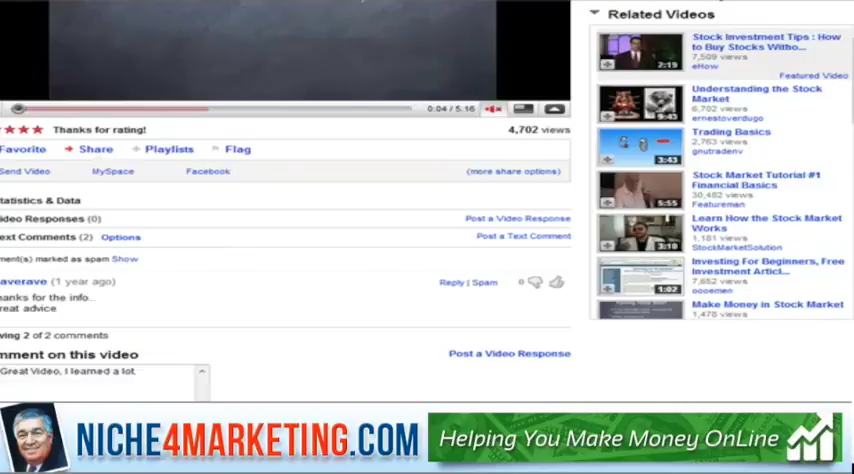 Related Videos
Stock Investment Tips : How
to Buy Stocks Witho...
7,509 views
eHow
Featured Video
2:19
Understanding the Stock
Market
6,702 views
ernestoverdugo
9:43
Trading Basics
2,763 views
gnutradenv
3:43
Stock Market Tutorial #1
Financial Basics
30,482 views
Featureman
5:55
Learn How the Stock Market
Works
1,181 views
StockMarketSolution
3:10
Investing For Beginners, Free
Investment Articl...
7,652 views
1:02
Make Money in Stock Market
1,478 views
0:04 / 5:16
Thanks for rating!
4,702 views
Favorite Share Playlists Flag
Send Video MySpace Facebook (more share options)
tatistics & Data
ideo Responses (0) Post a Video Response
ext Comments (2) Options Post a Text Comment
ment(s) marked as spam Show
averave (1 year ago) Reply | Spam 0
hanks for the info...
reat advice
ving 2 of 2 comments
mment on this video Post a Video Response
Great Video, I learned a lot.
NICHE4MARKETING.COM
Helping You Make Money OnLine